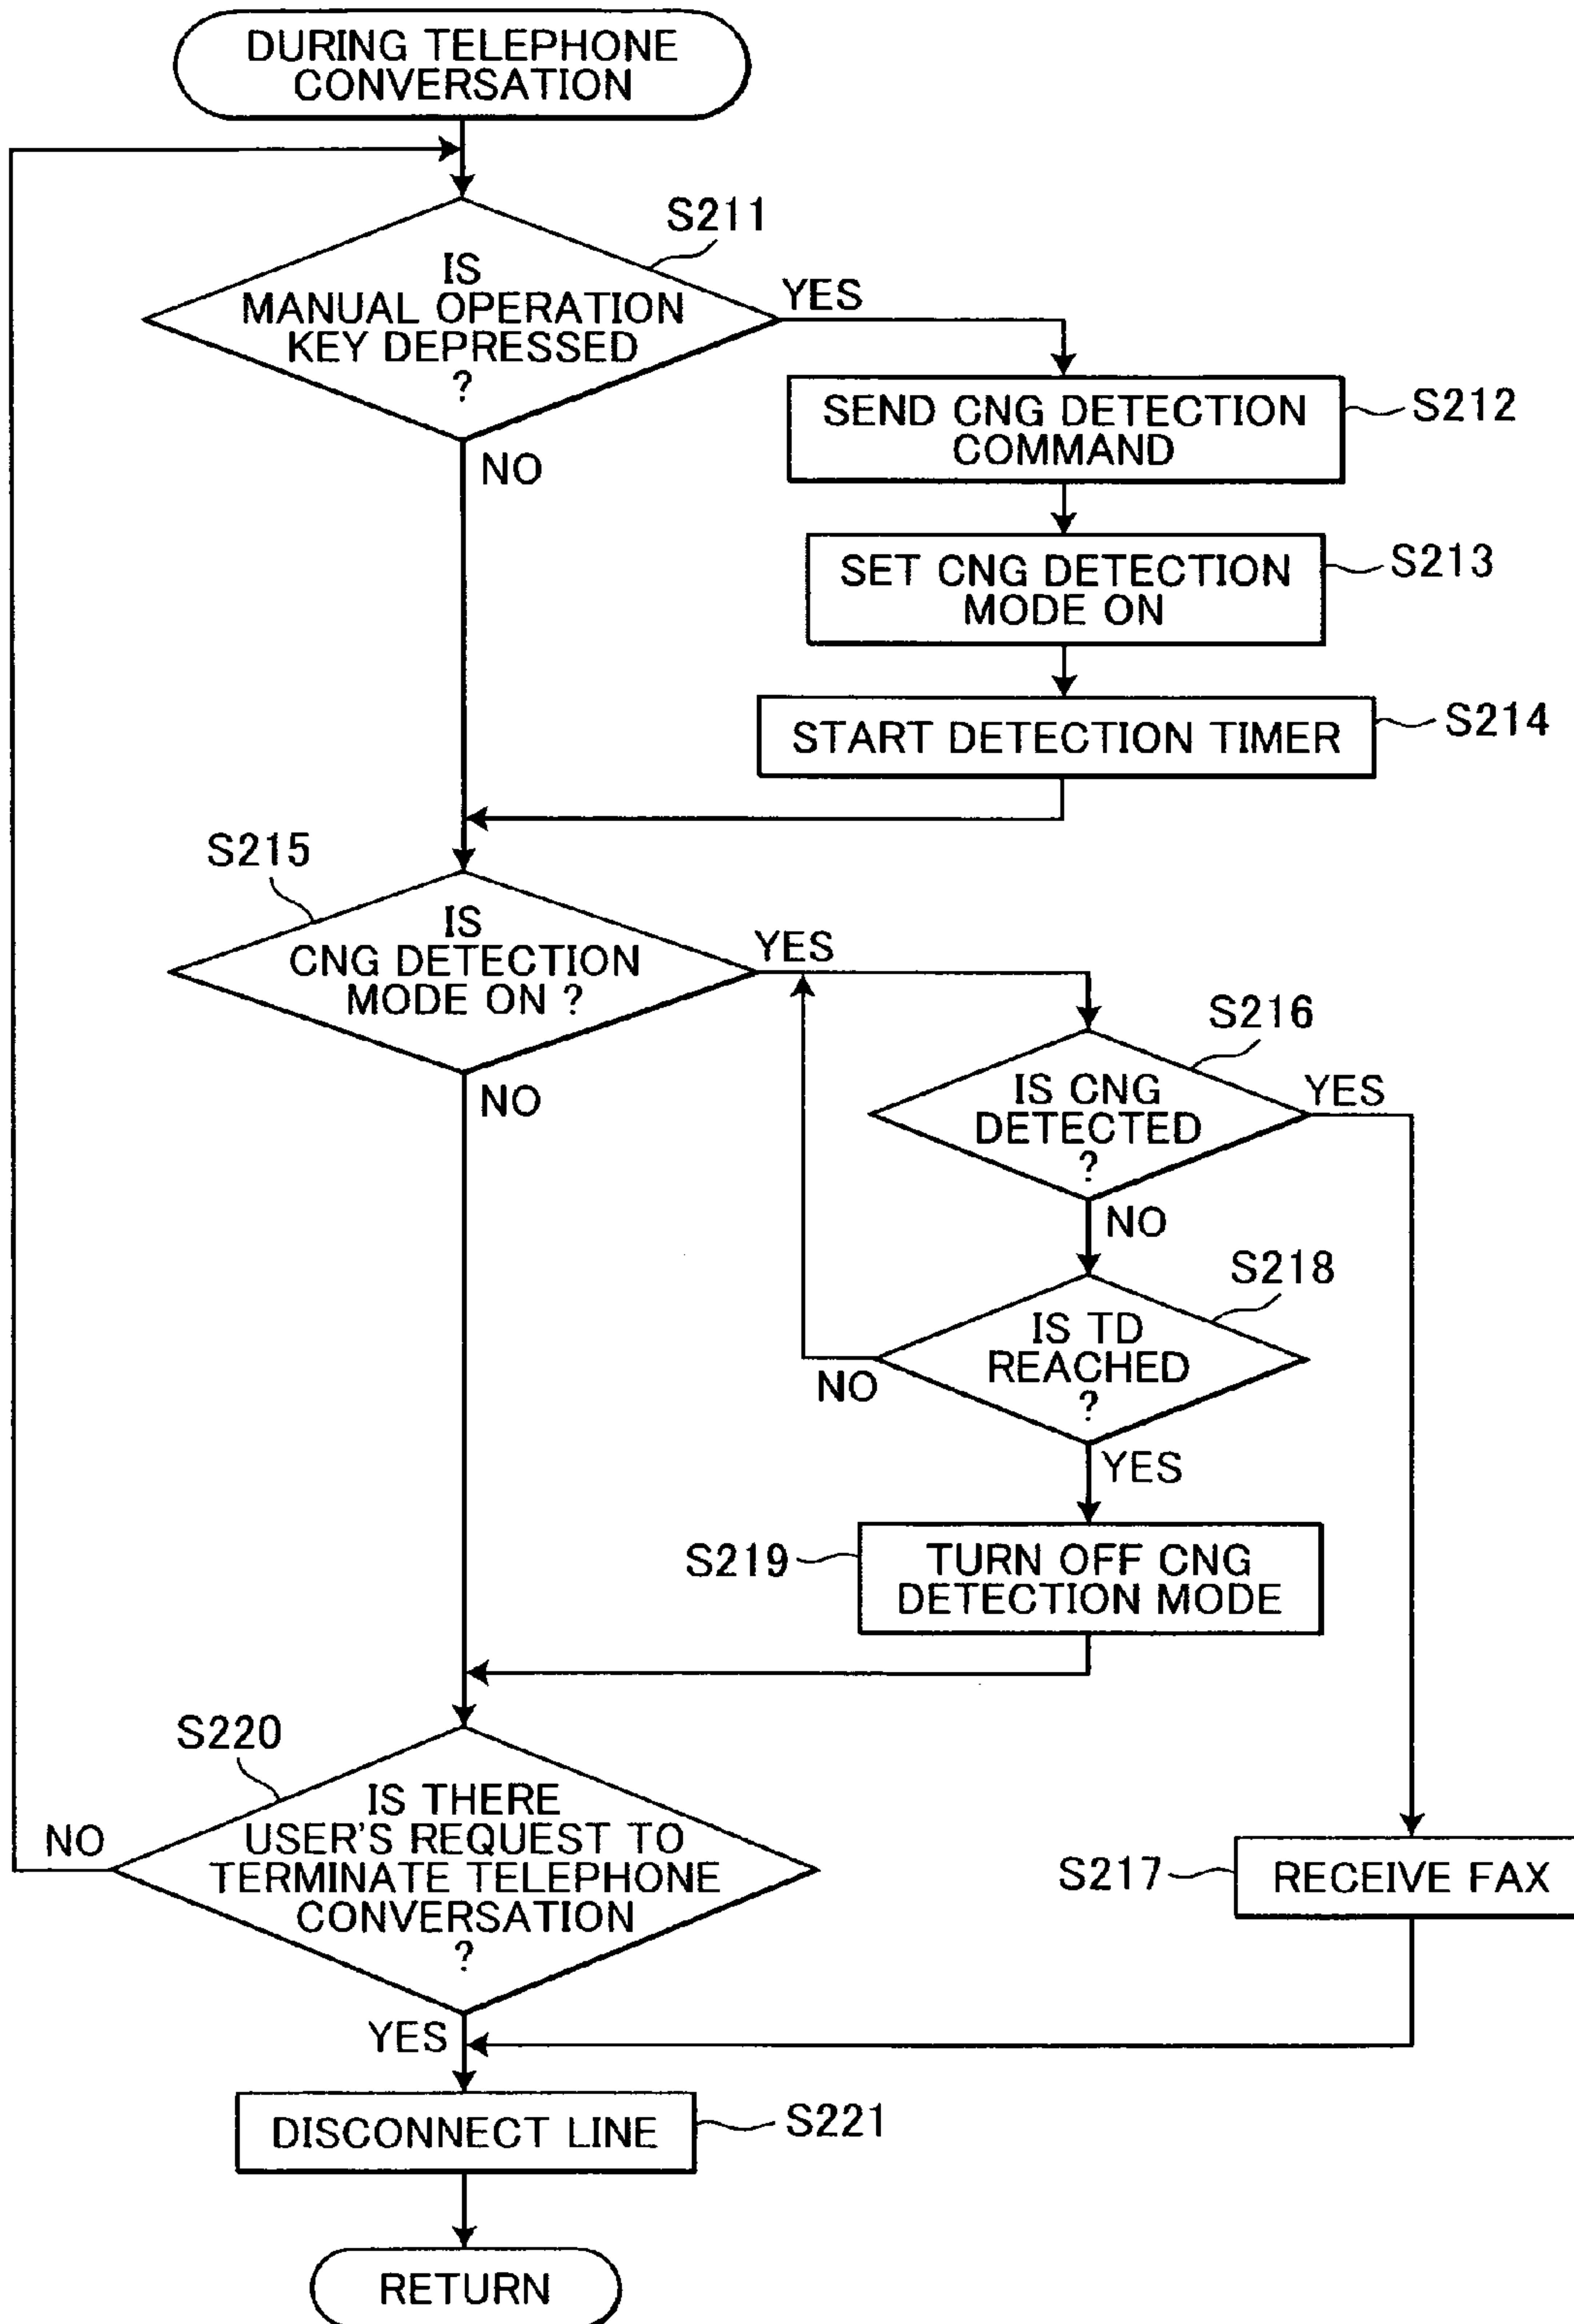 DURING TELEPHONE
CONVERSATION
S211
IS
MANUAL OPERATION
KEY DEPRESSED
?
YES
NO
SEND CNG DETECTION
COMMAND
S212
SET CNG DETECTION
MODE ON
S213
START DETECTION TIMER
S214
S215
IS
CNG DETECTION
MODE ON ?
YES
NO
S216
IS CNG
DETECTED
?
YES
NO
S218
IS TD
REACHED
?
NO
YES
S219
TURN OFF CNG
DETECTION MODE
S220
IS THERE
USER'S REQUEST TO
TERMINATE TELEPHONE
CONVERSATION
?
NO
YES
S217
RECEIVE FAX
DISCONNECT LINE
S221
RETURN